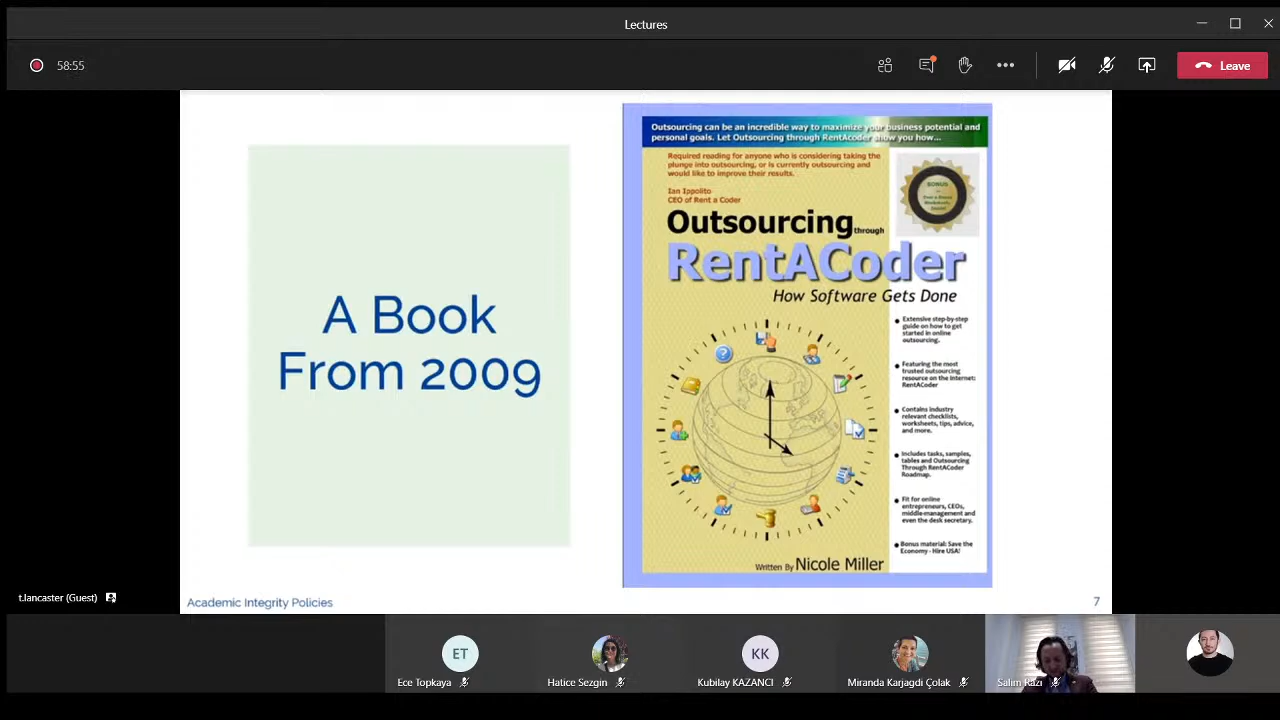 Lectures
58:55
Leave
A Book
From 2009
Outsourcing can be an incredible way to maximize your business potential and
personal goals. Let Outsourcing through RentAcoder show you how...
Required reading for anyone who is considering taking the
plunge into outsourcing, or is currently outsourcing and
would like to improve their results.
Ian Ippolito
CEO of Rent a Coder
BONUS
Outsourcing through
RentACoder
How Software Gets Done
Extensive step-by-step
guide on how to get
started in online
outsourcing.
Featuring the most
trusted outsourcing
resource on the Internet:
RentACoder
Contains industry
relevant checklists,
worksheets, tips, advice,
and more.
Includes tasks, samples,
tables and Outsourcing
Through RentACoder
Roadmap.
Fit for online
entrepreneurs, CEOs,
middle-management and
even the desk secretary.
Bonus material: Save the
Economy - Hire USA!
Written By Nicole Miller
t.lancaster (Guest)
Academic Integrity Policies
7
ET
KK
Ece Topkaya
Hatice Sezgin
Kubilay KAZANCI
Miranda Karjagdi Çolak
Salim Razı